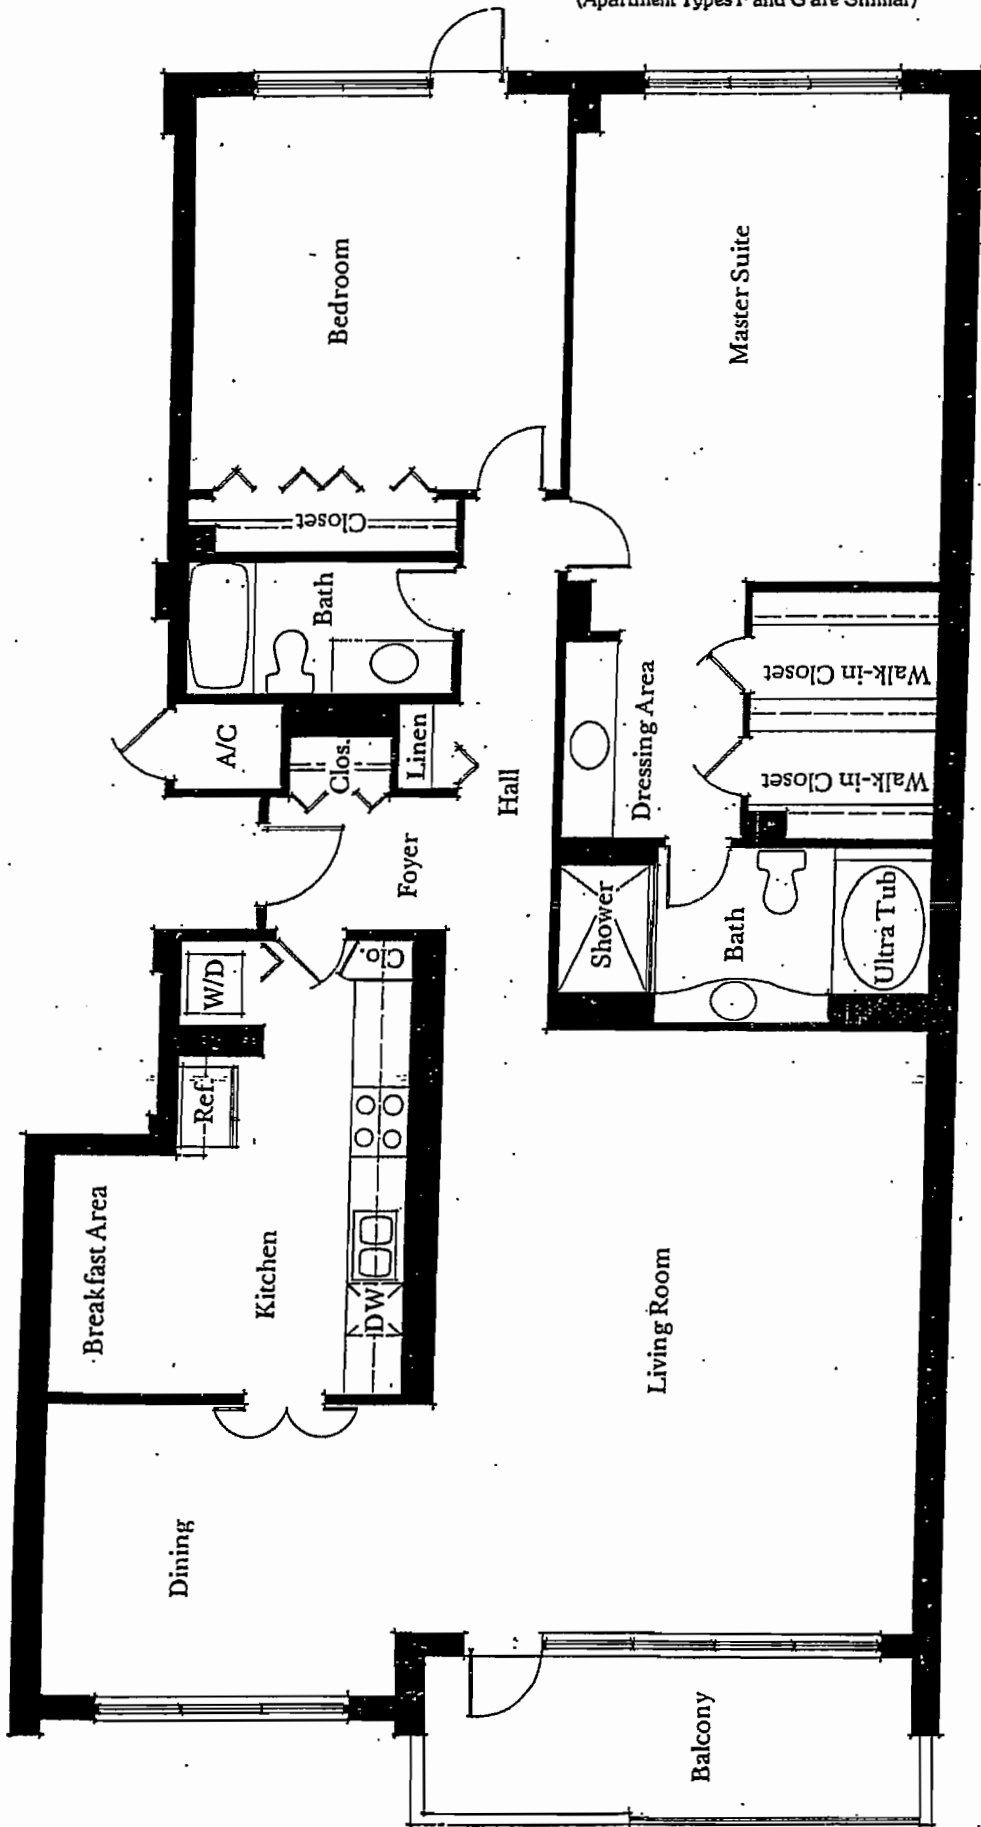 (Apartment Types F and G are Similar)
Bedroom
Master Suite
Closet
Bath
A/C
Clos.
Linen
Hall
Foyer
Dressing Area
Walk-in Closet
Walk-in Closet
Shower
Bath
Ultra Tub
W/D
Ref.
Breakfast Area
Kitchen
DW
Living Room
Dining
Balcony